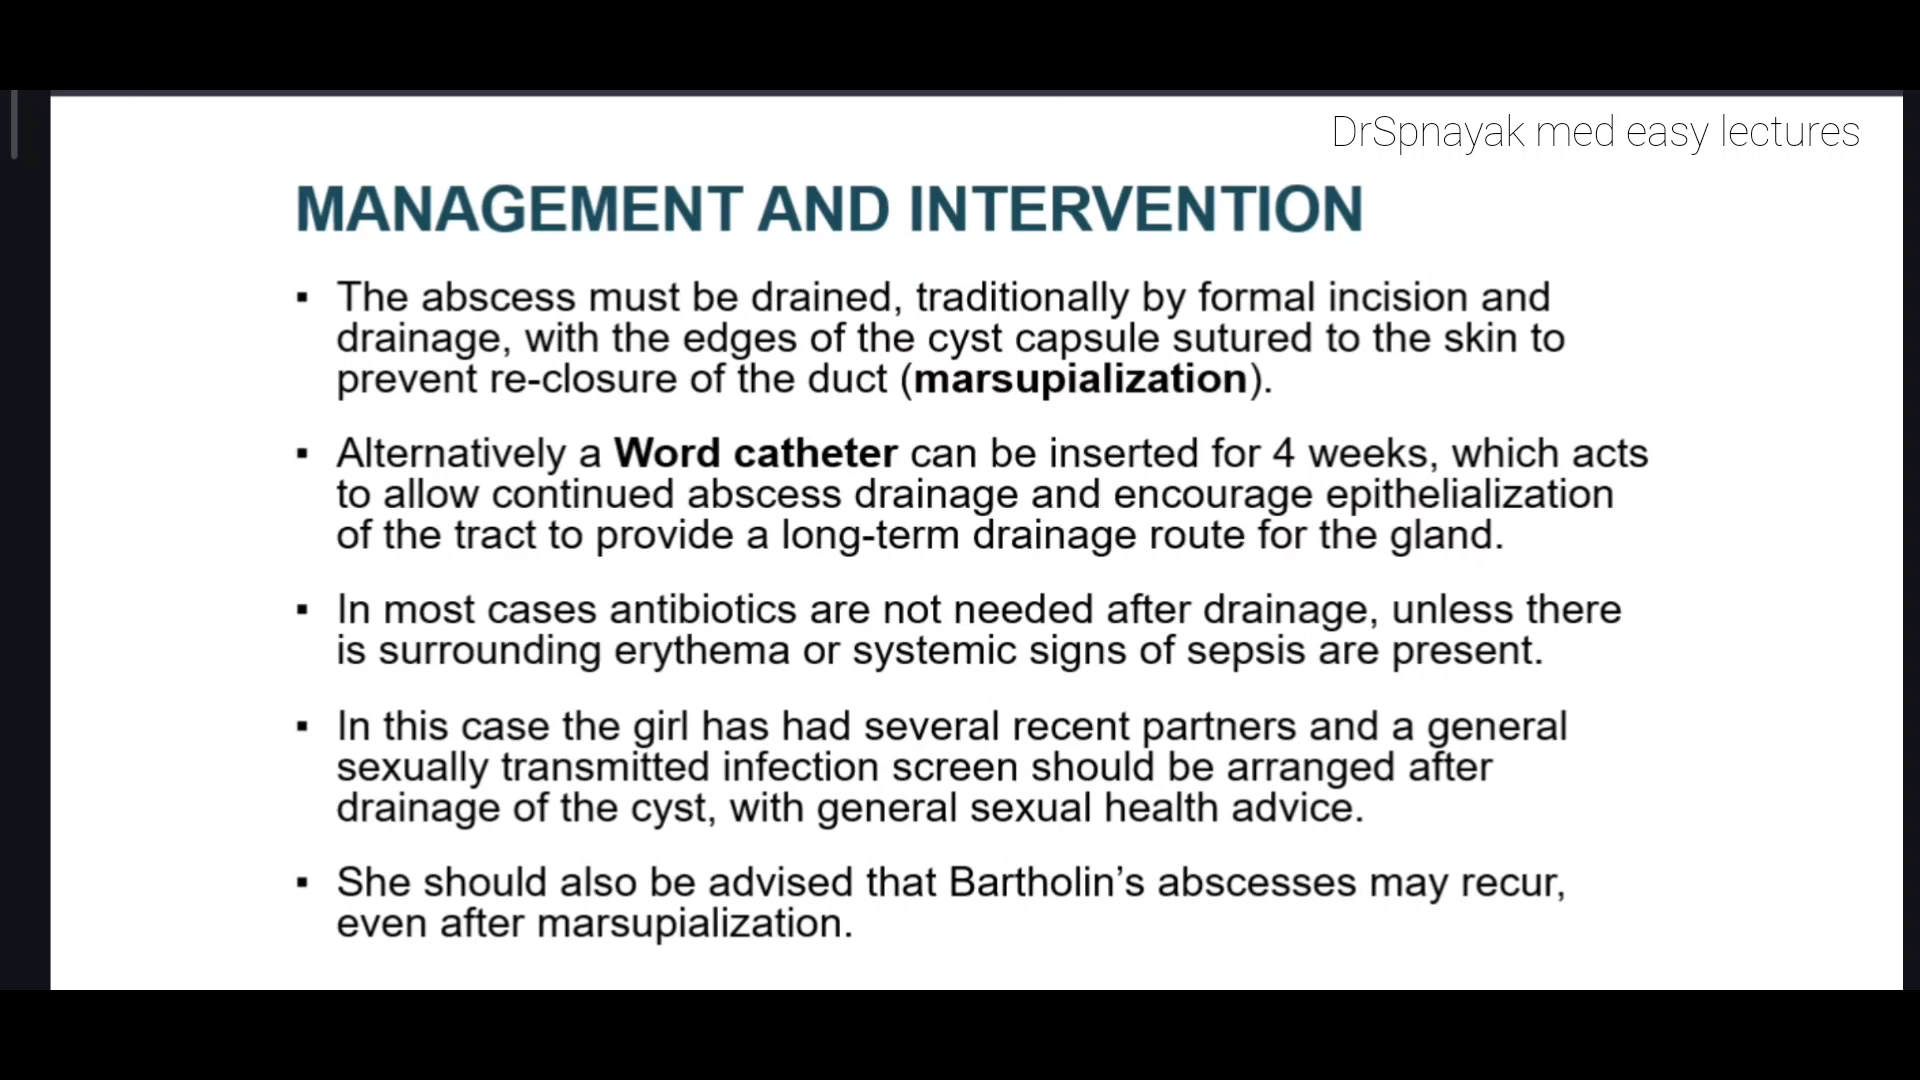 DrSpnayak med easy lectures
MANAGEMENT AND INTERVENTION
▪ The abscess must be drained, traditionally by formal incision and
drainage, with the edges of the cyst capsule sutured to the skin to
prevent re-closure of the duct (marsupialization).
▪ Alternatively a Word catheter can be inserted for 4 weeks, which acts
to allow continued abscess drainage and encourage epithelialization
of the tract to provide a long-term drainage route for the gland.
▪ In most cases antibiotics are not needed after drainage, unless there
is surrounding erythema or systemic signs of sepsis are present.
▪ In this case the girl has had several recent partners and a general
sexually transmitted infection screen should be arranged after
drainage of the cyst, with general sexual health advice.
▪ She should also be advised that Bartholin’s abscesses may recur,
even after marsupialization.